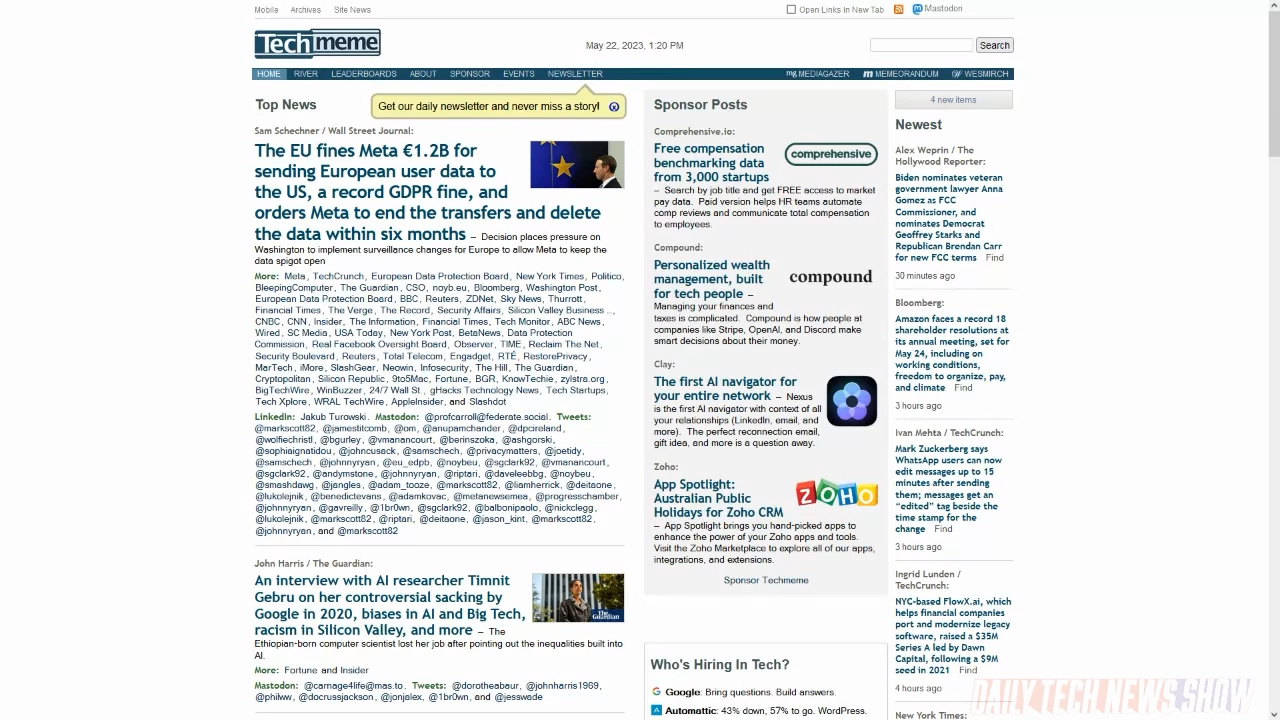 Mobile Archives Site News
Open Links In New Tab Mastodon
Techmeme
May 22, 2023, 1:20 PM
Search
HOME RIVER LEADERBOARDS ABOUT SPONSOR EVENTS NEWSLETTER
mg MEDIAGAZER m MEMEORANDUM W WESMIRCH
Top News
Get our daily newsletter and never miss a story!
Sam Schechner / Wall Street Journal:
The EU fines Meta €1.2B for
sending European user data to
the US, a record GDPR fine, and
orders Meta to end the transfers and delete
the data within six months – Decision places pressure on
Washington to implement surveillance changes for Europe to allow Meta to keep the
data spigot open
More: Meta, TechCrunch, European Data Protection Board, New York Times, Politico,
BleepingComputer, The Guardian, CSO, noyb.eu, Bloomberg, Washington Post,
European Data Protection Board, BBC, Reuters, ZDNet, Sky News, Thurrott,
Financial Times, The Verge, The Record, Security Affairs, Silicon Valley Business ...,
CNBC, CNN, Insider, The Information, Financial Times, Tech Monitor, ABC News,
Wired, SC Media, USA Today, New York Post, BetaNews, Data Protection
Commission, Real Facebook Oversight Board, Observer, TIME, Reclaim The Net,
Security Boulevard, Reuters, Total Telecom, Engadget, RTÉ, RestorePrivacy,
MarTech, iMore, SlashGear, Neowin, Infosecurity, The Hill, The Guardian,
Cryptopolitan, Silicon Republic, 9to5Mac, Fortune, BGR, KnowTechie, zylstra.org,
BigTechWire, WinBuzzer, 24/7 Wall St., gHacks Technology News, Tech Startups,
Tech Xplore, WRAL TechWire, AppleInsider, and Slashdot
LinkedIn: Jakub Turowski. Mastodon: @profcarroll@federate.social. Tweets:
@markscott82, @jamestitcomb, @om, @anupamchander, @dpcireland,
@wolfiechristl, @bgurley, @vmanancourt, @berinszoka, @ashgorski,
@sophiaignatidou, @johncusack, @samschech, @privacymatters, @joetidy,
@samschech, @johnnyryan, @eu_edpb, @noybeu, @sgclark92, @vmanancourt,
@sgclark92, @andymstone, @johnnyryan, @riptari, @daveleebbg, @noybeu,
@smashdawg, @jangles, @adam_tooze, @markscott82, @liamherrick, @deitaone,
@lukolejnik, @benedictevans, @adamkovac, @metanewsemea, @progresschamber,
@johnnyryan, @gavreilly, @1br0wn, @sgclark92, @balbonipaolo, @nickclegg,
@lukolejnik, @markscott82, @riptari, @deitaone, @jason_kint, @markscott82,
@johnnyryan, and @markscott82
John Harris / The Guardian:
An interview with AI researcher Timnit
Gebru on her controversial sacking by
Google in 2020, biases in AI and Big Tech,
racism in Silicon Valley, and more – The
Ethiopian-born computer scientist lost her job after pointing out the inequalities built into
AI.
The Guardian
More: Fortune and Insider
Mastodon: @carnage4life@mas.to. Tweets: @dorotheabaur, @johnharris1969,
@philww, @docrussjackson, @jonjalex, @1br0wn, and @jesswade
Sponsor Posts
Comprehensive.io:
Free compensation
benchmarking data
from 3,000 startups
comprehensive
– Search by job title and get FREE access to market
pay data. Paid version helps HR teams automate
comp reviews and communicate total compensation
to employees.
Compound:
Personalized wealth
management, built
for tech people –
compound
Managing your finances and
taxes is complicated. Compound is how people at
companies like Stripe, OpenAI, and Discord make
smart decisions about their money.
Clay:
The first AI navigator for
your entire network – Nexus
is the first AI navigator with context of all
your relationships (LinkedIn, email, and
more). The perfect reconnection email,
gift idea, and more is a question away.
Zoho:
App Spotlight:
Australian Public
Holidays for Zoho CRM
ZOHO
– App Spotlight brings you hand-picked apps to
enhance the power of your Zoho apps and tools.
Visit the Zoho Marketplace to explore all of our apps,
integrations, and extensions.
Sponsor Techmeme
Who's Hiring In Tech?
Google: Bring questions. Build answers.
Automatic: 43% down, 57% to go. WordPress.
4 new items
Newest
Alex Weprin / The
Hollywood Reporter:
Biden nominates veteran
government lawyer Anna
Gomez as FCC
Commissioner, and
nominates Democrat
Geoffrey Starks and
Republican Brendan Carr
for new FCC terms Find
30 minutes ago
Bloomberg:
Amazon faces a record 18
shareholder resolutions at
its annual meeting, set for
May 24, including on
working conditions,
freedom to organize, pay,
and climate Find
3 hours ago
Ivan Mehta / TechCrunch:
Mark Zuckerberg says
WhatsApp users can now
edit messages up to 15
minutes after sending
them; messages get an
“edited” tag beside the
time stamp for the
change Find
3 hours ago
Ingrid Lunden /
TechCrunch:
NYC-based FlowX.ai, which
helps financial companies
port and modernize legacy
software, raised a $35M
Series A led by Dawn
Capital, following a $9M
seed in 2021 Find
4 hours ago
New York Times:
DAILY TECH NEWS SHOW